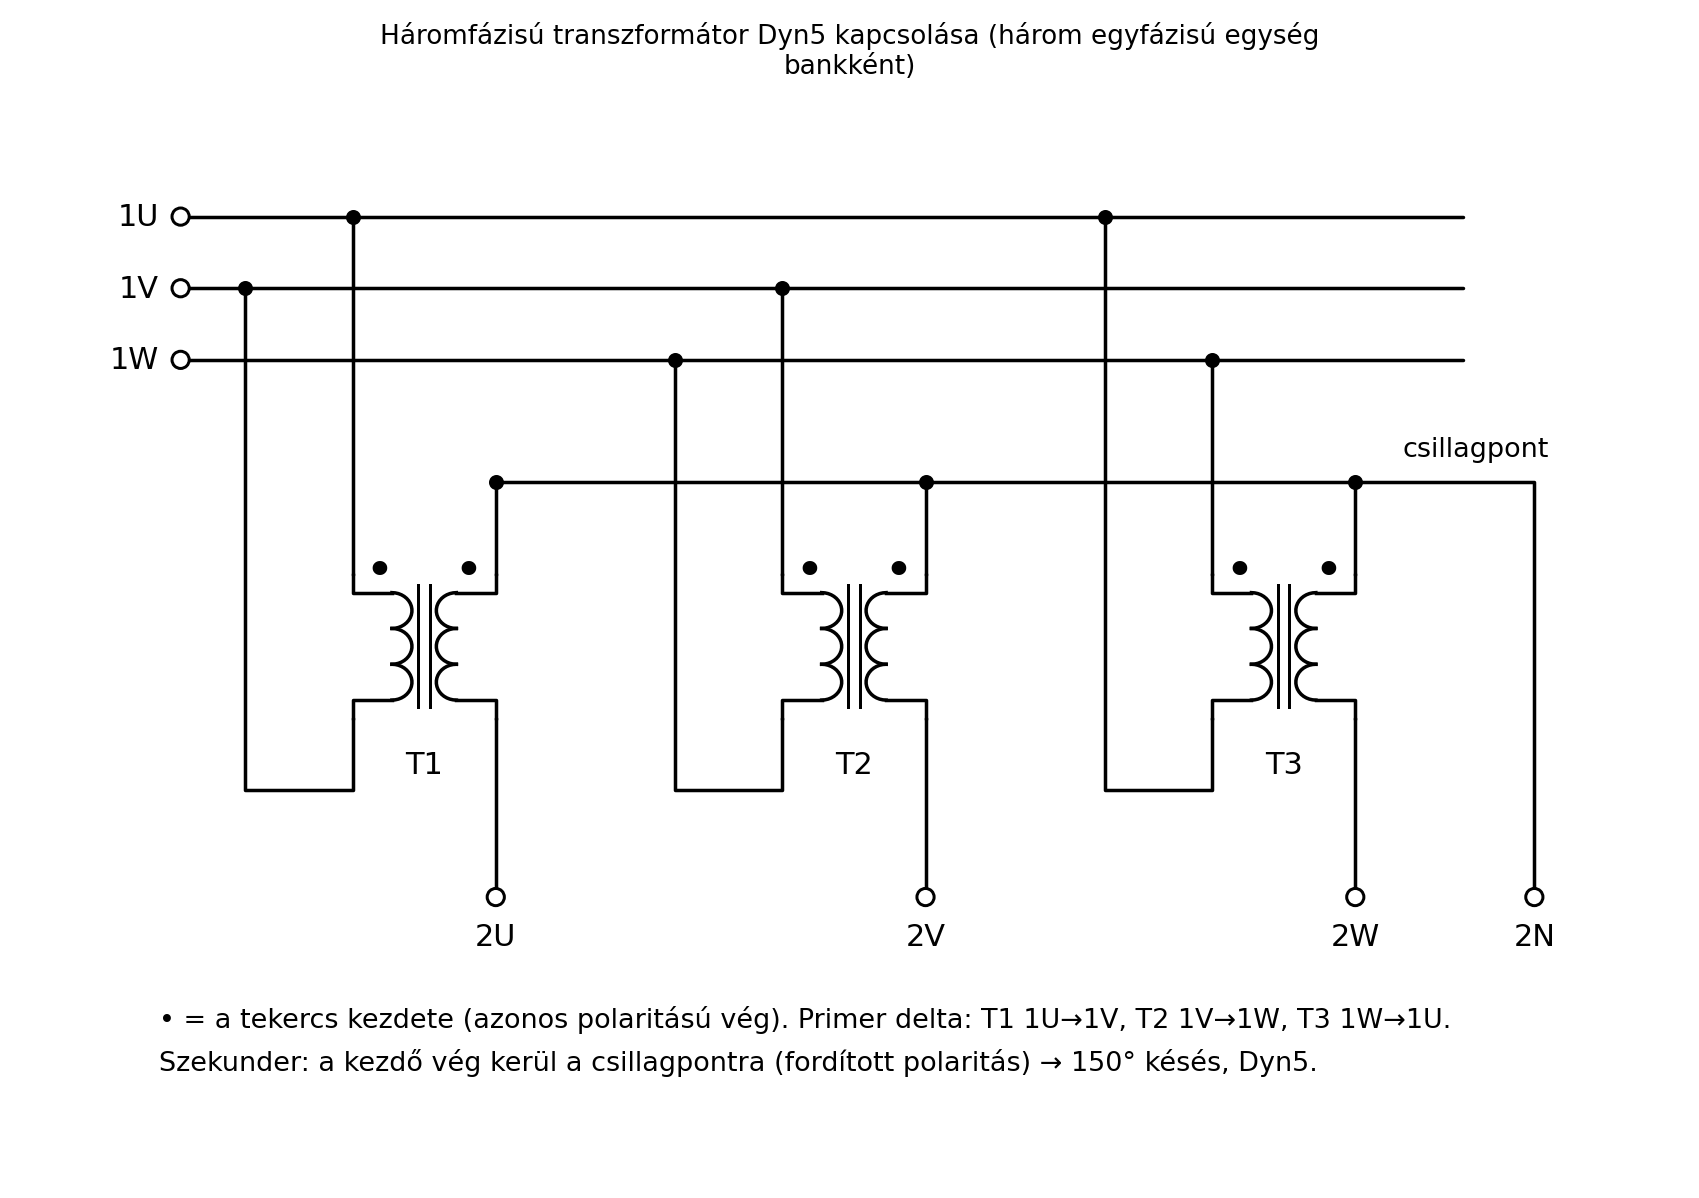 Háromfázisú transzformátor Dyn5 kapcsolása (három egyfázisú egység
bankként)
1U
1V
1W
csillagpont
T1
T2
T3
2U
2V
2W
2N
• = a tekercs kezdete (azonos polaritású vég). Primer delta: T1 1U→1V, T2 1V→1W, T3 1W→1U.
Szekunder: a kezdő vég kerül a csillagpontra (fordított polaritás) → 150° késés, Dyn5.